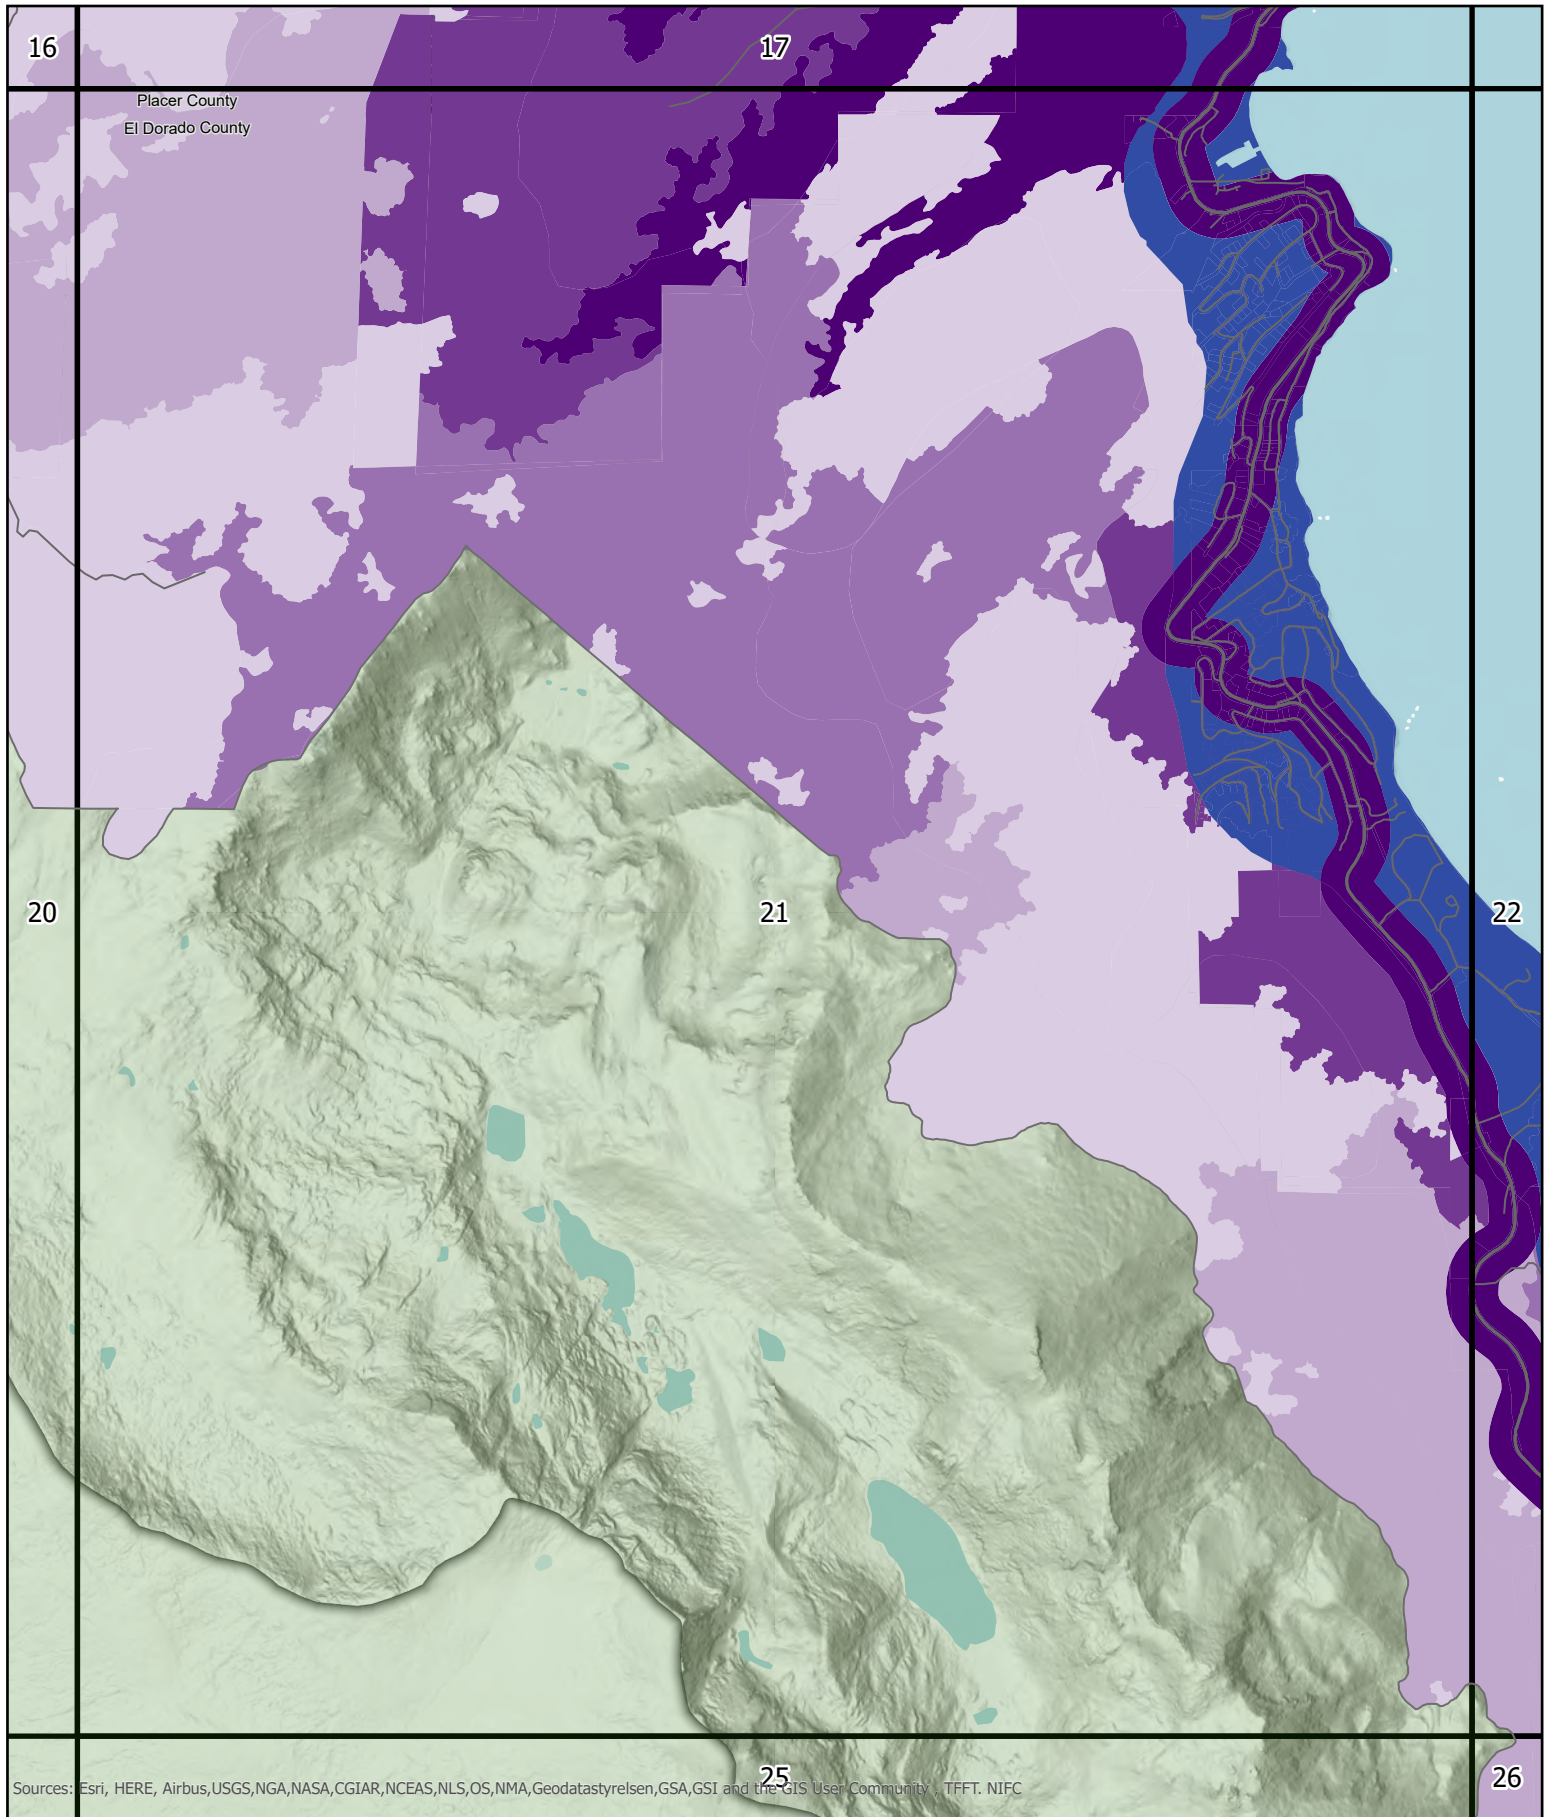 16
17
Placer County
El Dorado County
20
21
22
25
26
Sources: Esri, HERE, Airbus,USGS,NGA,NASA,CGIAR,NCEAS,NLS,OS,NMA,Geodatastyrelsen,GSA,GSI and the GIS User Community , TFFT. NIFC